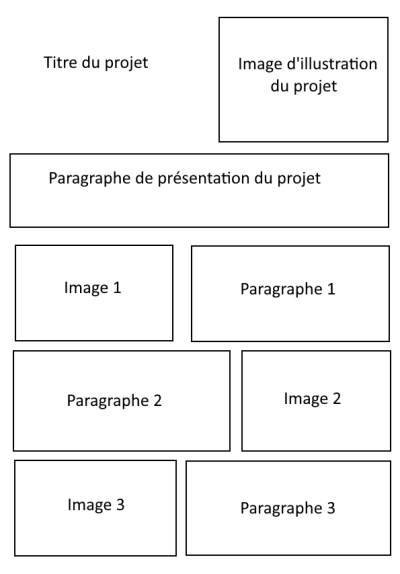 Titre du projet
Image d'illustration
du projet
Paragraphe de présentation du projet
Image 1
Paragraphe 1
Paragraphe 2
Image 2
Image 3
Paragraphe 3